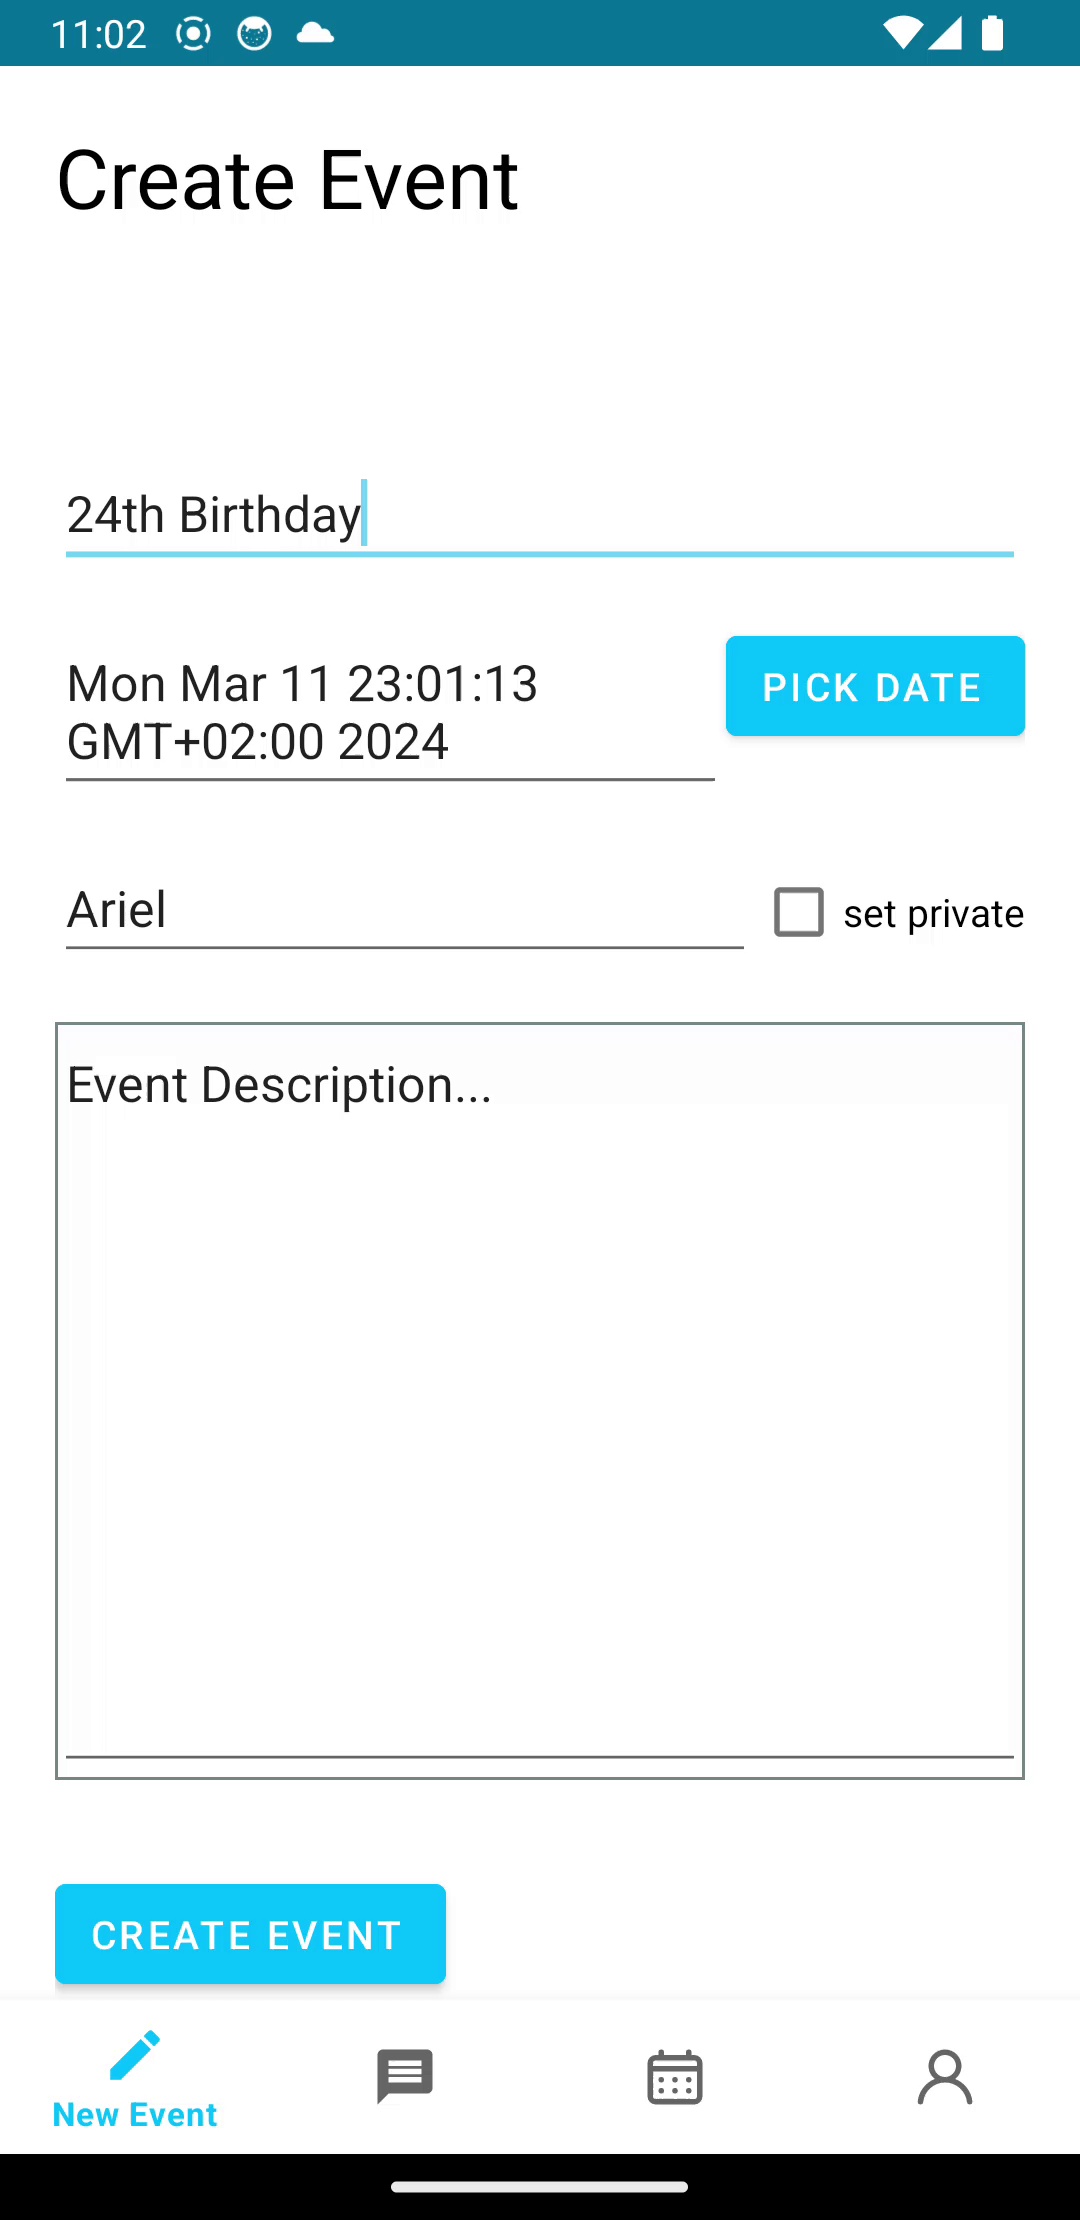 11:02
Create Event
24th Birthday
Mon Mar 11 23:01:13
GMT+02:00 2024
PICK DATE
Ariel
set private
Event Description...
CREATE EVENT
New Event